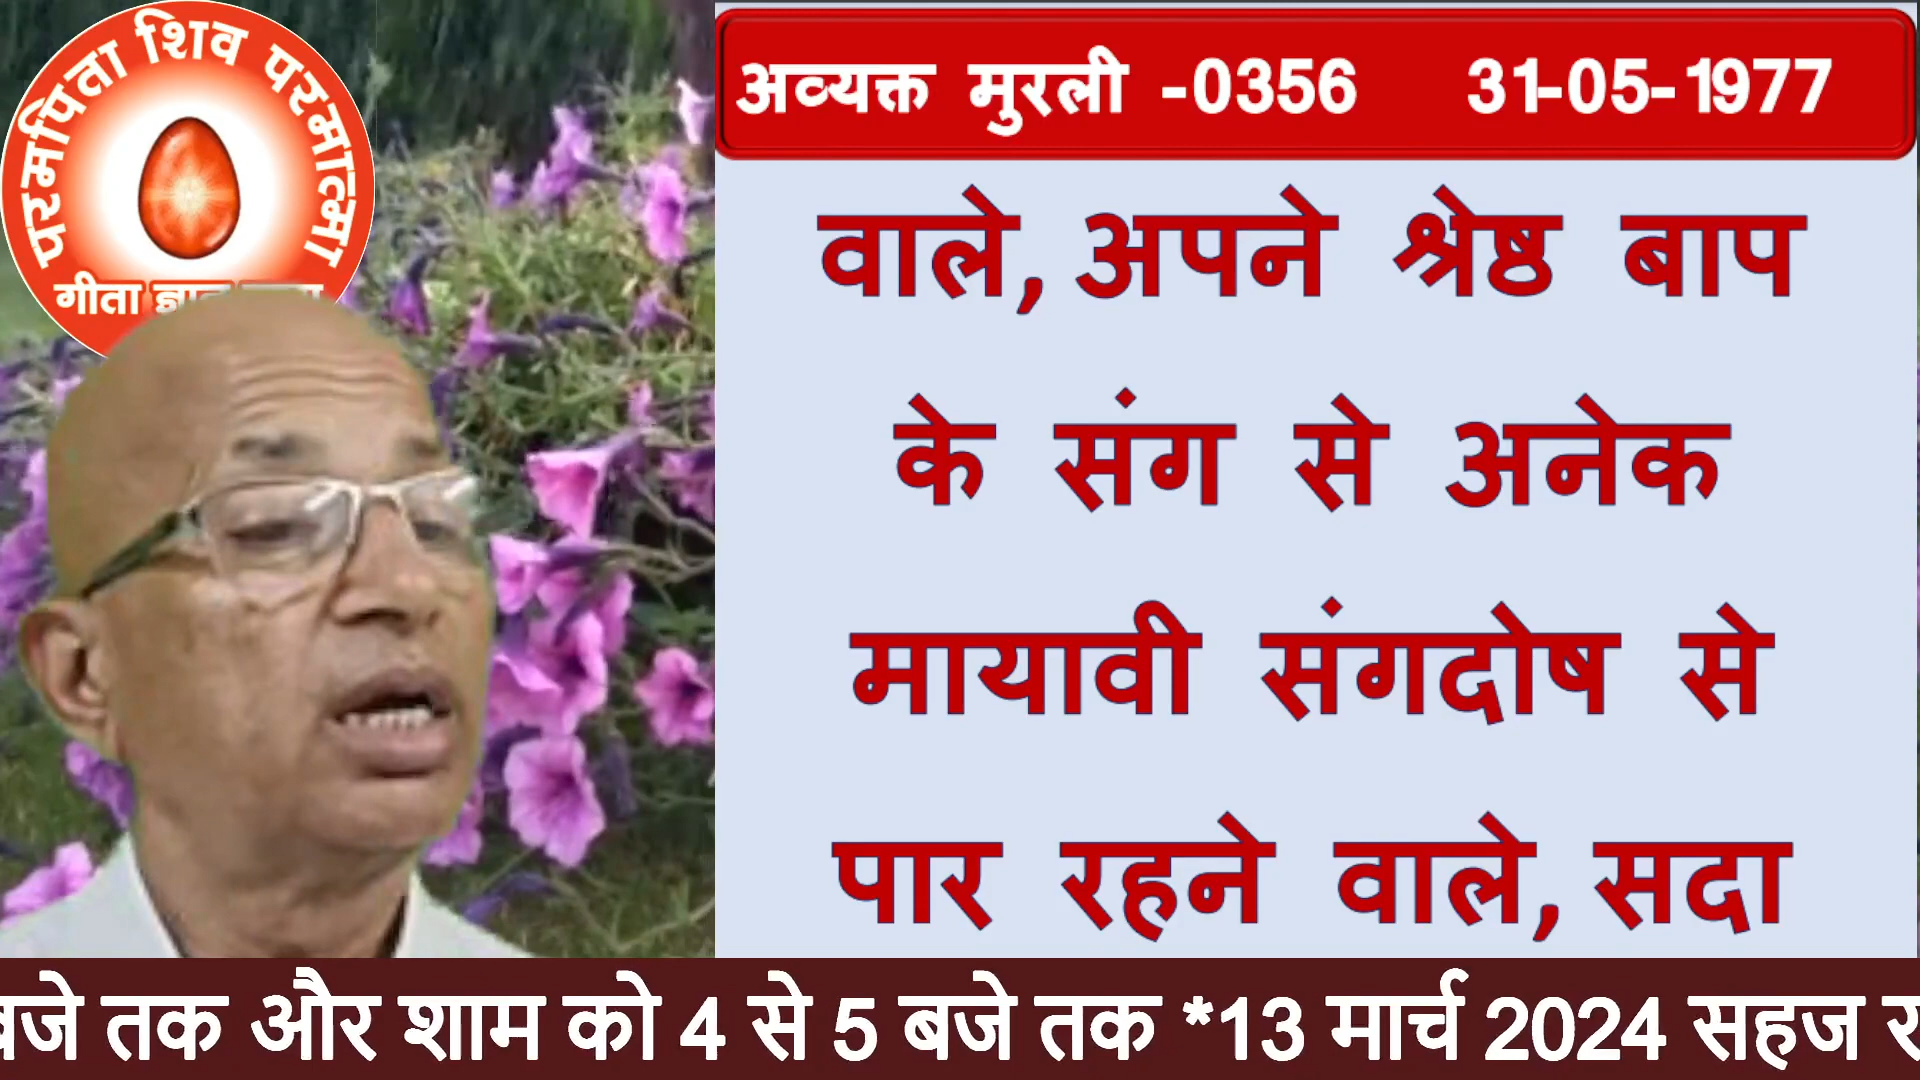 परमपिता शिव परमात्मा
गीता
अव्यक्त मुरली -0356 31-05-1977
वाले, अपने श्रेष्ठ बाप
के संग से अनेक
मायावी संगदोष से
पार रहने वाले, सदा
तक और शाम को 4 से 5 बजे तक *13 मार्च 2024 सहज